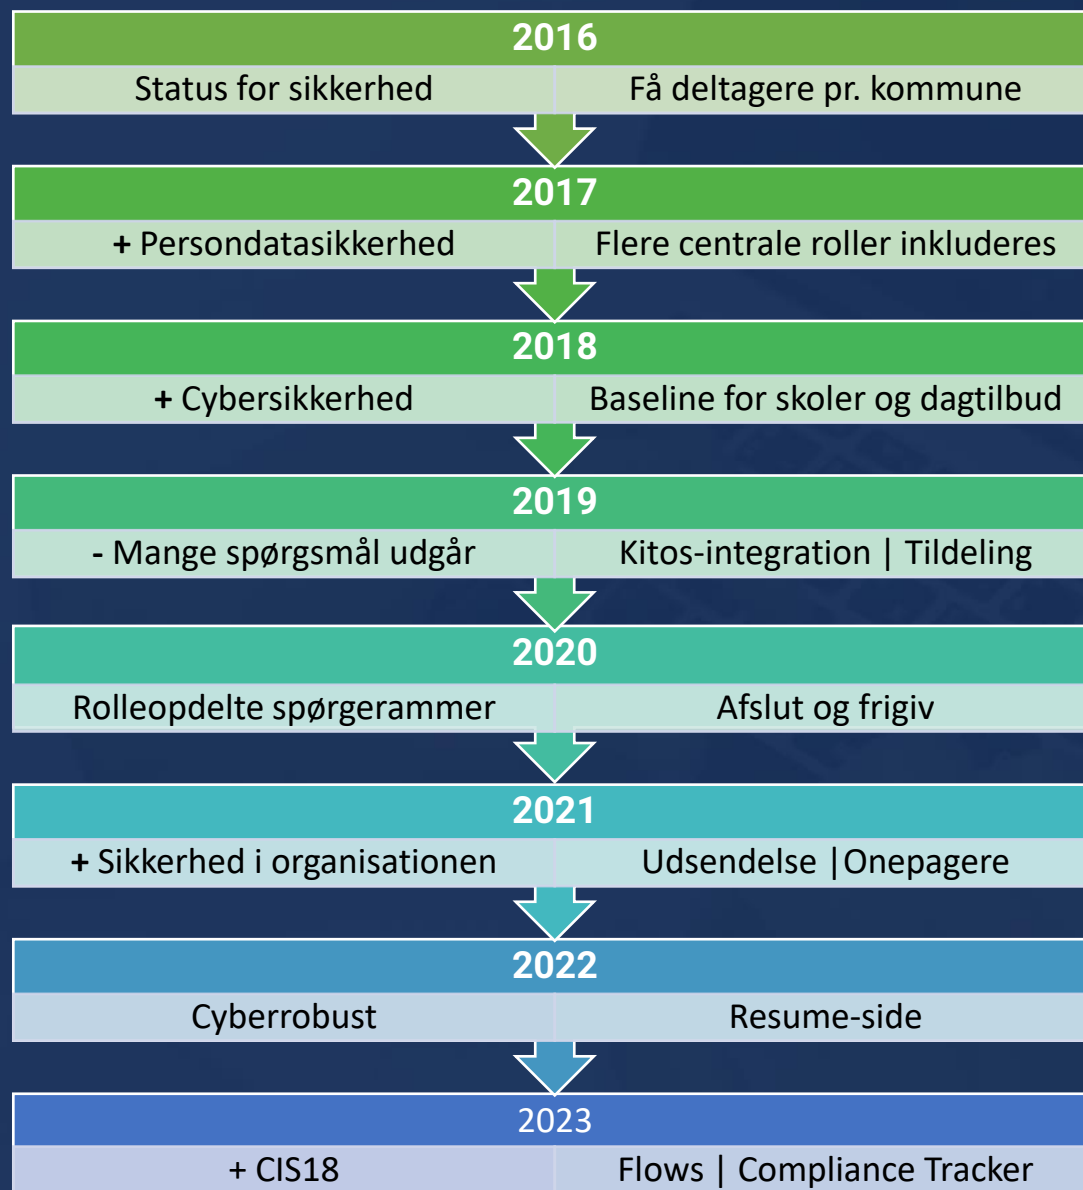 2016
Status for sikkerhed
Få deltagere pr. kommune
2017
+ Persondatasikkerhed
Flere centrale roller inkluderes
2018
+ Cybersikkerhed
Baseline for skoler og dagtilbud
2019
- Mange spørgsmål udgår
Kitos-integration | Tildeling
2020
Rolleopdelte spørgerammer
Afslut og frigiv
2021
+ Sikkerhed i organisationen
Udsendelse |Onepagere
2022
Cyberrobust
Resume-side
2023
+ CIS18
Flows | Compliance Tracker